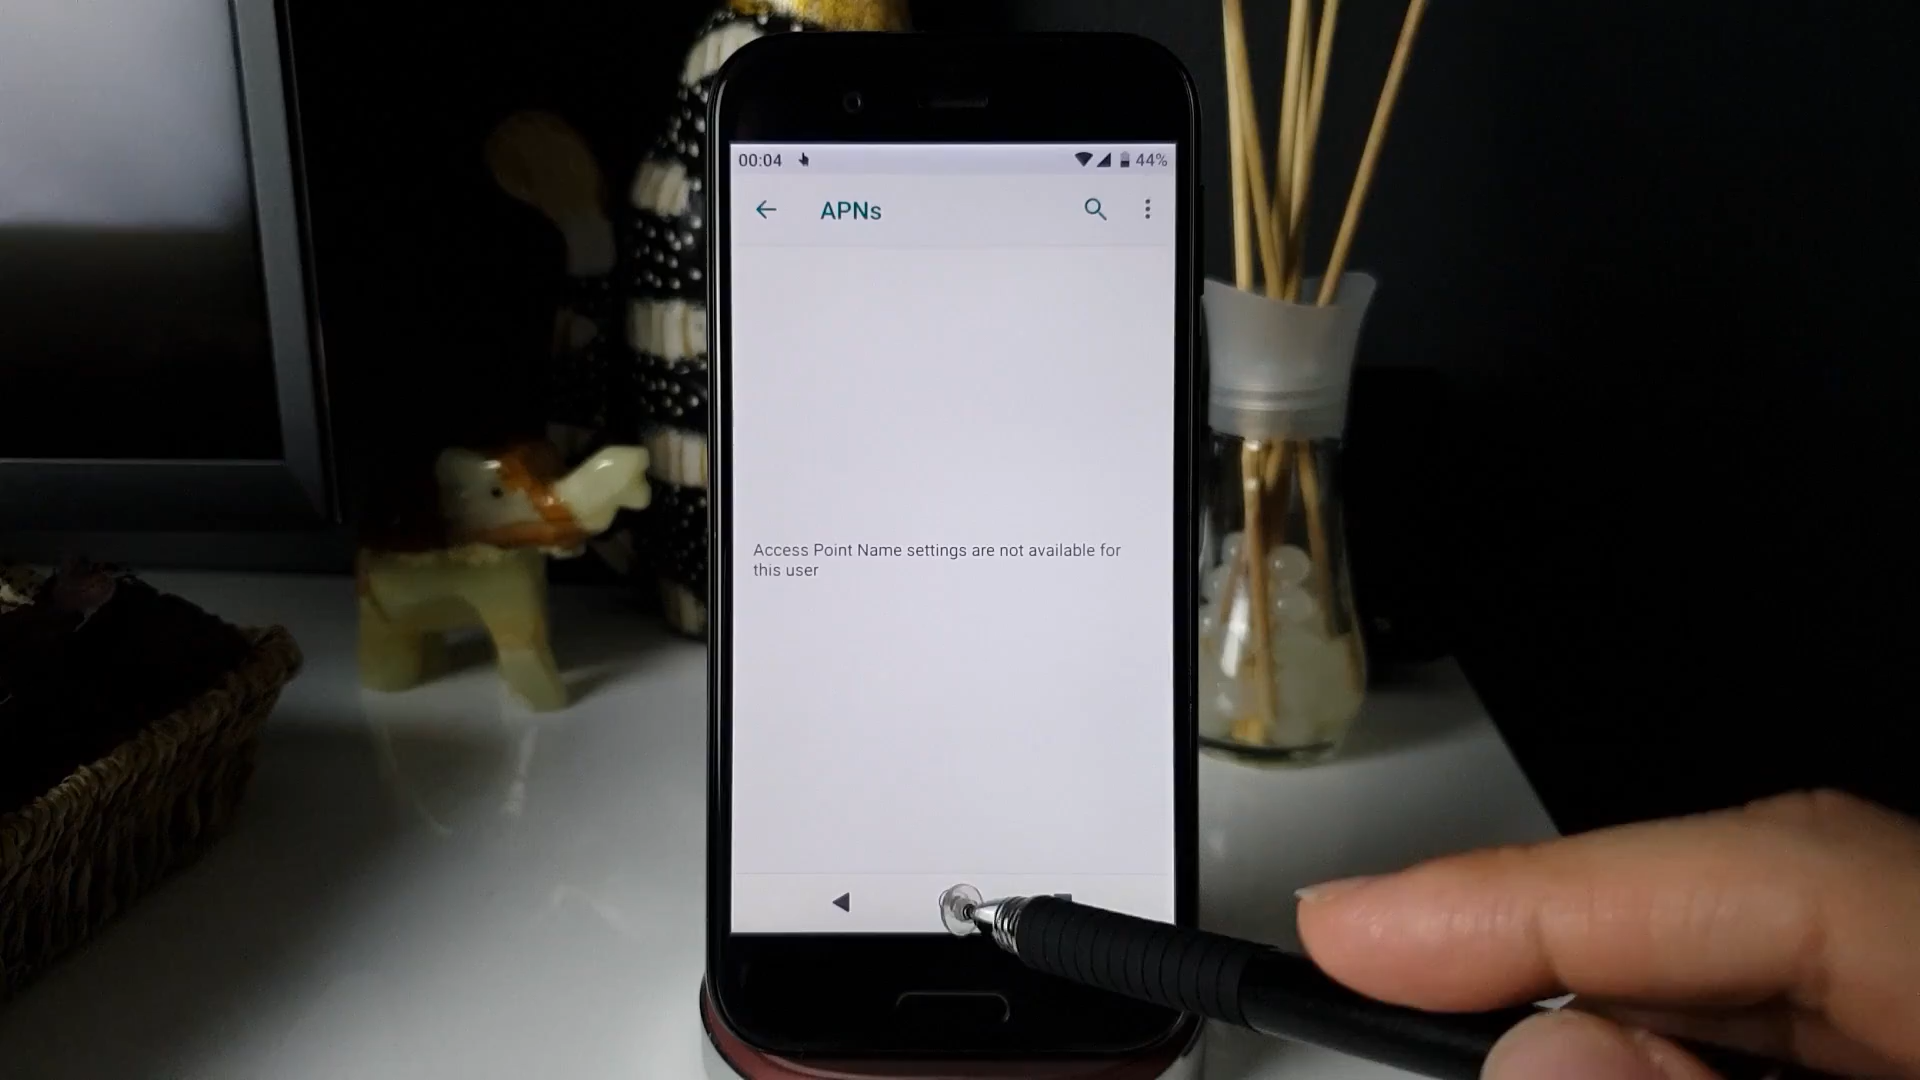 00:04 44%
APNs
Access Point Name settings are not available for
this user